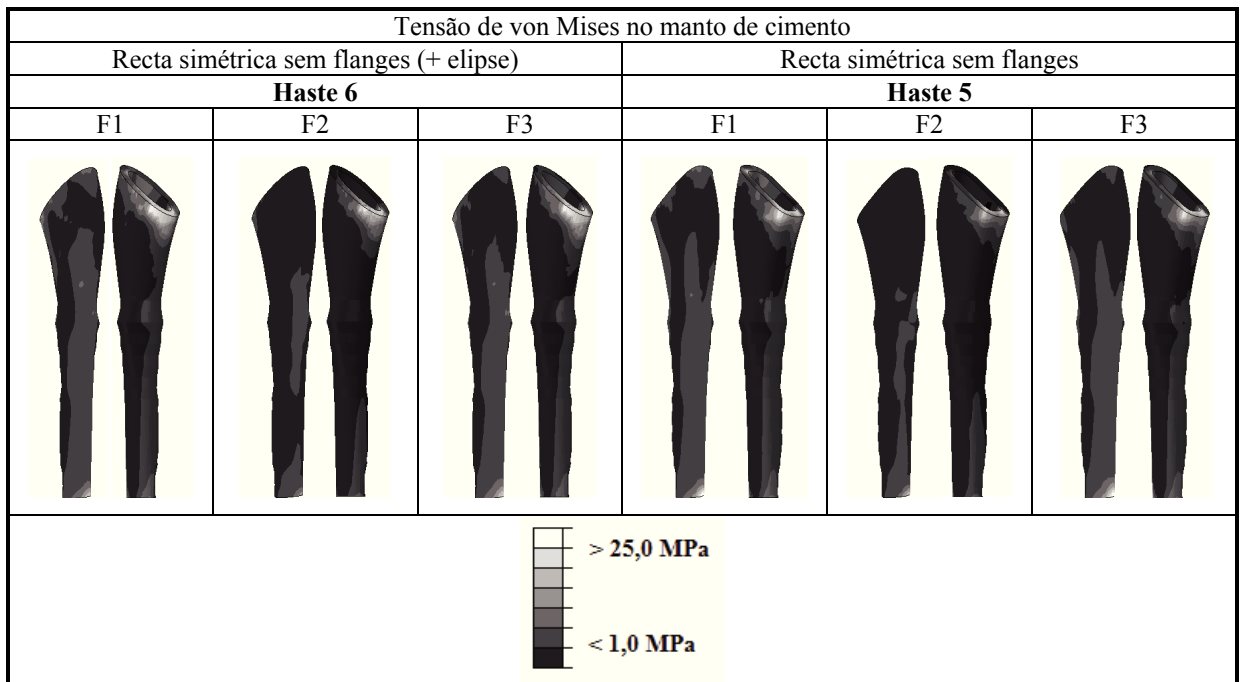 Tensão de von Mises no manto de cimento
Recta simétrica sem flanges (+ elipse) Recta simétrica sem flanges
Haste 6 Haste 5
F1 F2 F3 F1 F2 F3
> 25,0 MPa
< 1,0 MPa